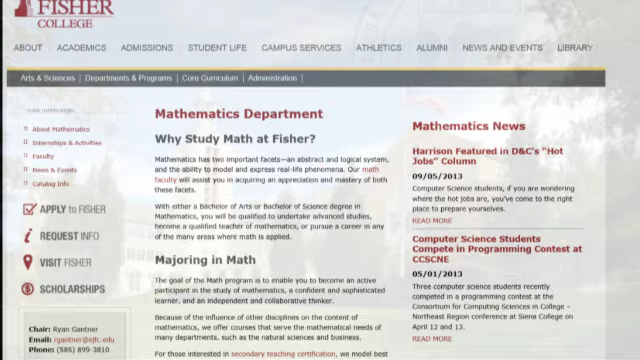 FISHER
COLLEGE
ABOUT ACADEMICS ADMISSIONS STUDENT LIFE CAMPUS SERVICES ATHLETICS ALUMNI NEWS AND EVENTS LIBRARY
Arts & Sciences | Departments & Programs | Core Curriculum | Administration |
About Mathematics
Internships & Activities
Faculty
News & Events
Catalog Info
APPLY to FISHER
REQUEST INFO
VISIT FISHER
SCHOLARSHIPS
Chair: Ryan Gantner
Email: rgantner@sjfc.edu
Phone: (585) 899-3810
Mathematics Department
Why Study Math at Fisher?
Mathematics has two important facets—an abstract and logical system,
and the ability to model and express real-life phenomena. Our math
faculty will assist you in acquiring an appreciation and mastery of both
these facets.
With either a Bachelor of Arts or Bachelor of Science degree in
Mathematics, you will be qualified to undertake advanced studies,
become a qualified teacher of mathematics, or pursue a career in any
of the many areas where math is applied.
Majoring in Math
The goal of the Math program is to enable you to become an active
participant in the study of mathematics, a confident and sophisticated
learner, and an independent and collaborative thinker.
Because of the influence of other disciplines on the content of
mathematics, we offer courses that serve the mathematical needs of
many departments, such as the natural sciences and business.
For those interested in secondary teaching certification, we model best
Mathematics News
Harrison Featured in D&C's "Hot
Jobs" Column
09/05/2013
Computer Science students, if you are wondering
where the hot jobs are, you've come to the right
place to prepare yourselves.
READ MORE
Computer Science Students
Compete in Programming Contest at
CCSCNE
05/01/2013
Three computer science students recently
competed in a programming contest at the
Consortium for Computing Sciences in College –
Northeast Region conference at Siena College on
April 12 and 13.
READ MORE